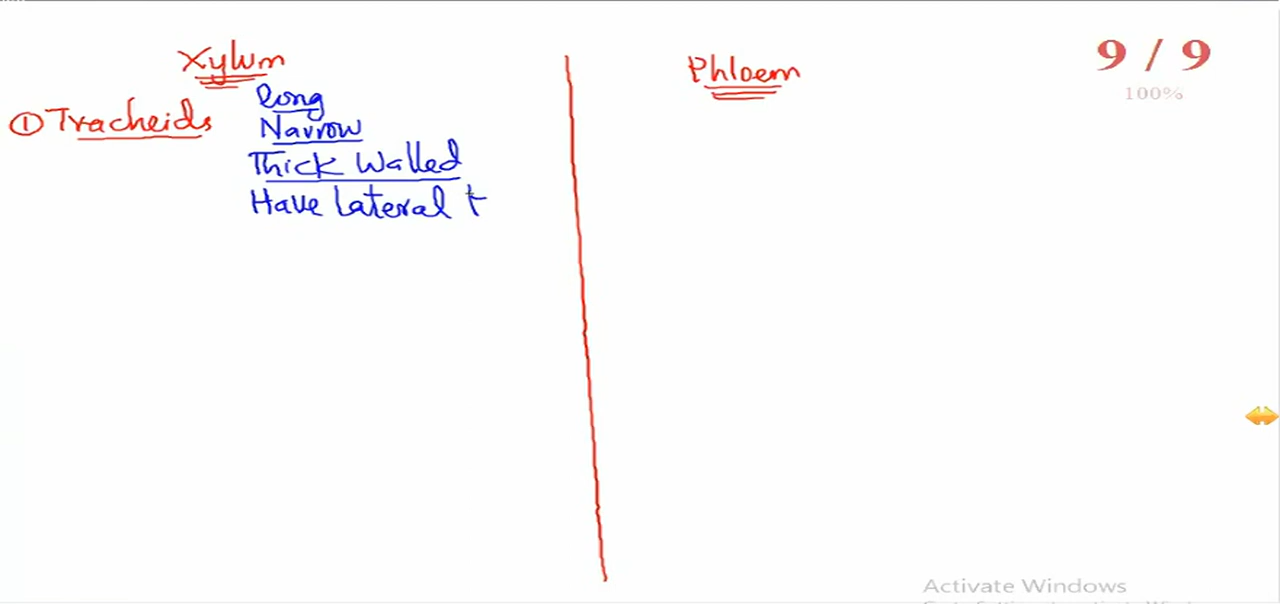 Xylum
Phloem
9 / 9
100%
① Tracheids
long
Narrow
Thick Walled
Have Lateral t
Activate Windows